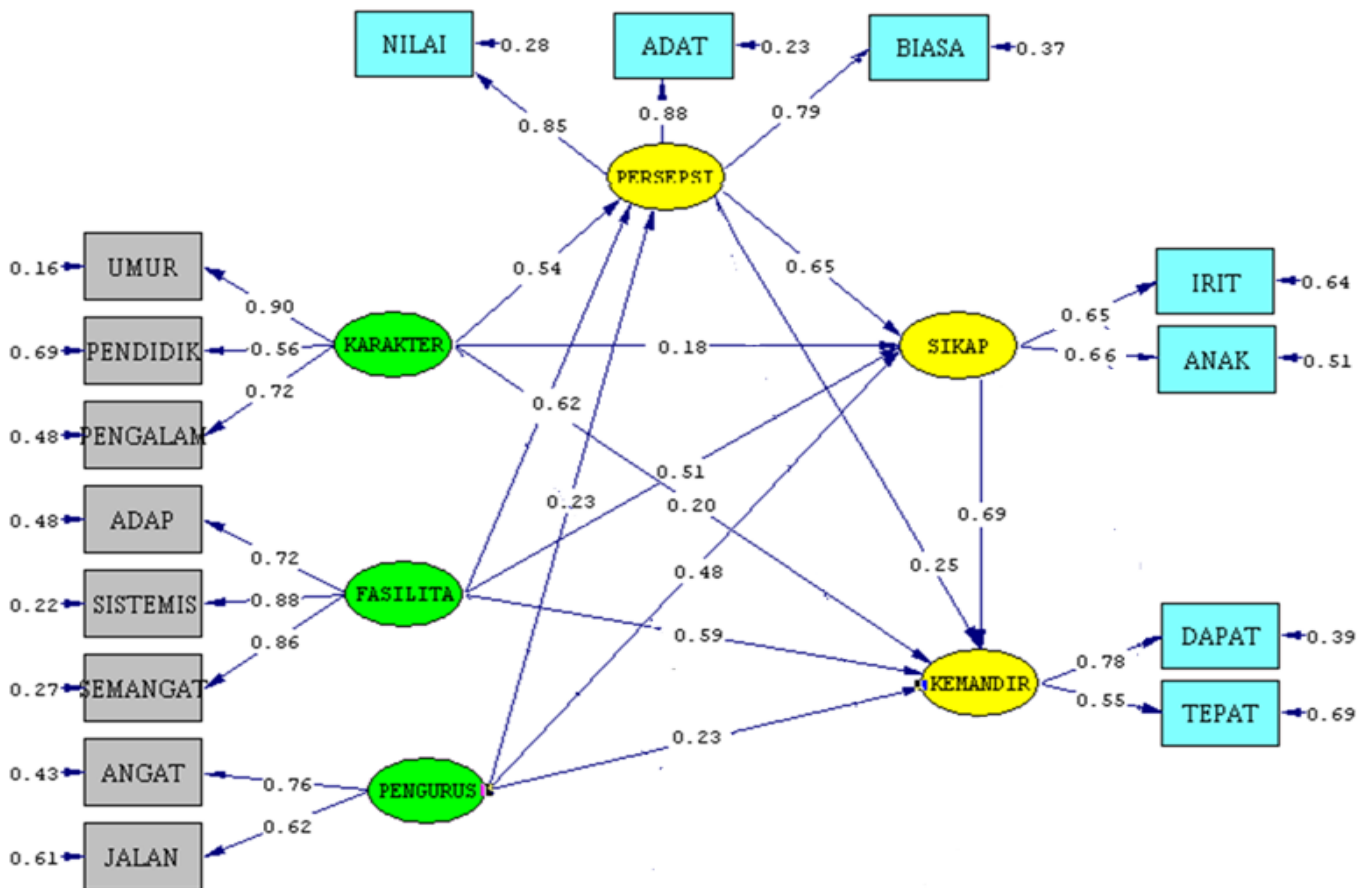 NILAI
0.28
ADAT
0.23
BIASA
0.37
0.85
0.88
0.79
PERSEPSI
0.16
UMUR
0.90
0.54
0.65
IRIT
0.64
0.65
0.69
PENDIDIK
0.56
KARAKTER
0.18
SIKAP
0.66
ANAK
0.51
0.72
0.62
0.48
PENGALAM
0.51
0.23
0.20
0.69
0.48
ADAP
0.72
0.48
0.25
0.22
SISTEMIS
0.88
FASILITA
0.86
0.59
DAPAT
0.39
0.78
0.27
SEMANGAT
KEMANDIR
0.55
TEPAT
0.69
0.23
0.43
ANGAT
0.76
PENGURUS
0.62
0.61
JALAN